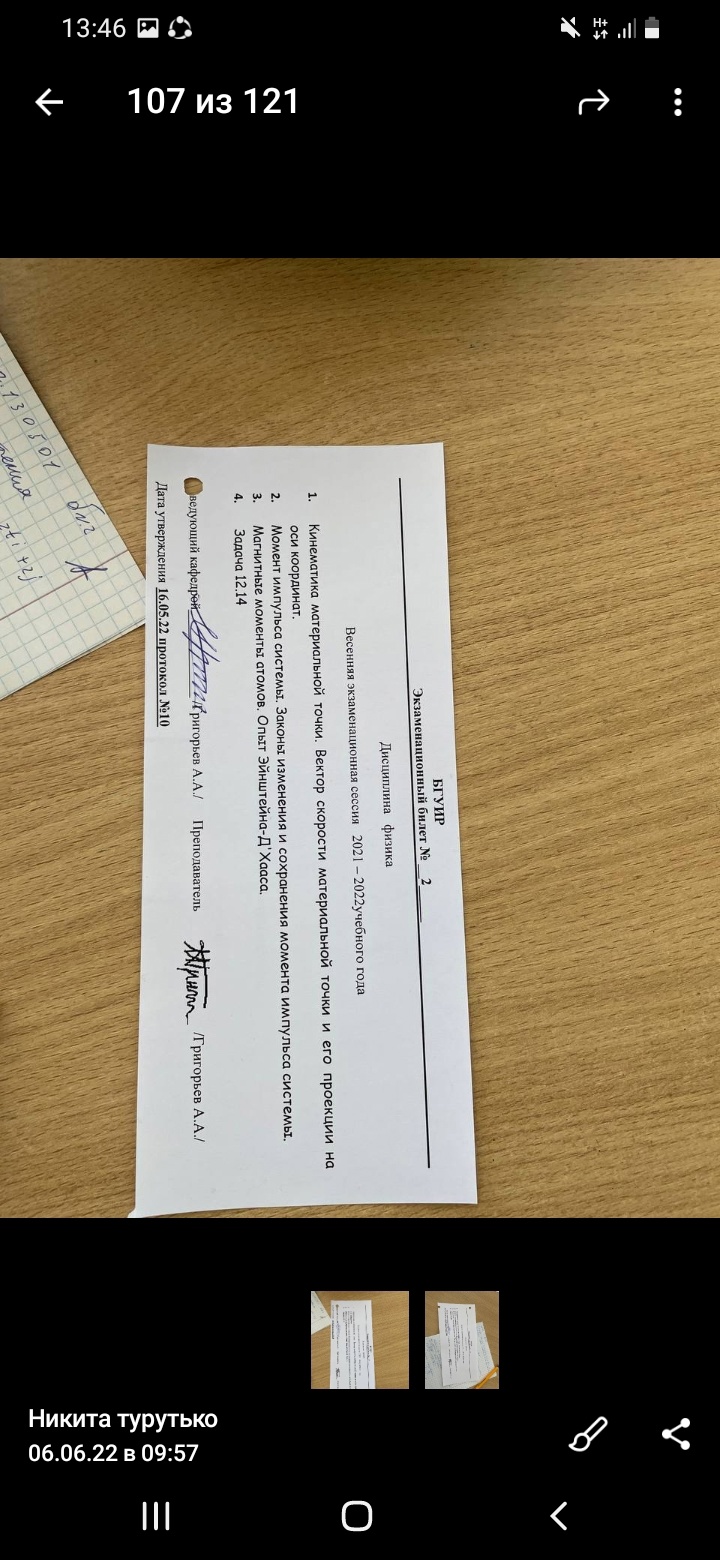 13:46
H+
107 из 121
БГУИР
Экзаменационный билет № 2
Дисциплина физика
Весенняя экзаменационная сессия 2021 – 2022учебного года
1. Кинематика материальной точки. Вектор скорости материальной точки и его проекции на
оси координат.
2. Момент импульса системы. Законы изменения и сохранения момента импульса системы.
3. Магнитные моменты атомов. Опыт Эйнштейна-Д'Хааса.
4. Задача 12.14
ведующий кафедрой /Григорьев А.А./ Преподаватель /Григорьев А.А./
Дата утверждения 16.05.22 протокол №10
130501
Никита турутько
06.06.22 в 09:57